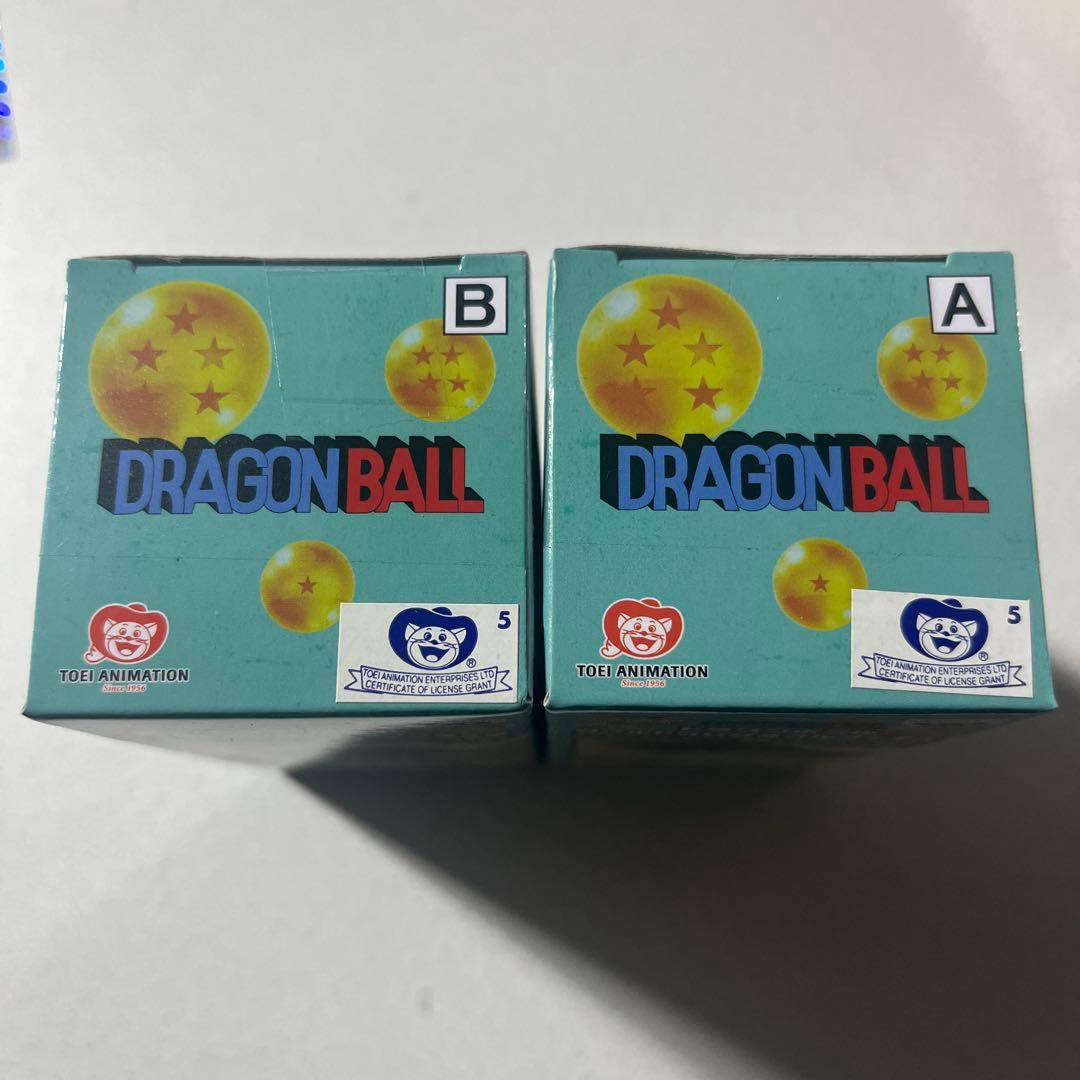 B
DRAGON BALL
TOEI ANIMATION
Since 1956
5
®
TOEI ANIMATION ENTERPRISES LTD
CERTIFICATE OF LICENSE GRANT
A
DRAGON BALL
TOEI ANIMATION
Since 1956
5
®
TOEI ANIMATION ENTERPRISES LTD
CERTIFICATE OF LICENSE GRANT